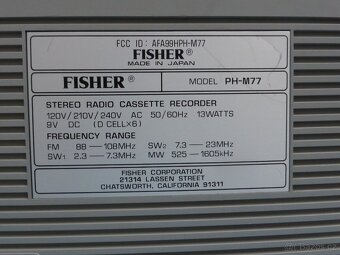 FCC ID: AFA99HPH-M77
FISHER®
MADE IN JAPAN
FISHER® MODEL PH-M77
STEREO RADIO CASSETTE RECORDER
120V/210V/240V AC 50/60Hz 13WATTS
9V DC (D CELL×6)
FREQUENCY RANGE
FM 88 – 108MHz SW₂ 7.3 – 23MHz
SW₁ 2.3 – 7.3MHz MW 525 – 1605kHz
FISHER CORPORATION
21314 LASSEN STREET
CHATSWORTH, CALIFORNIA 91311